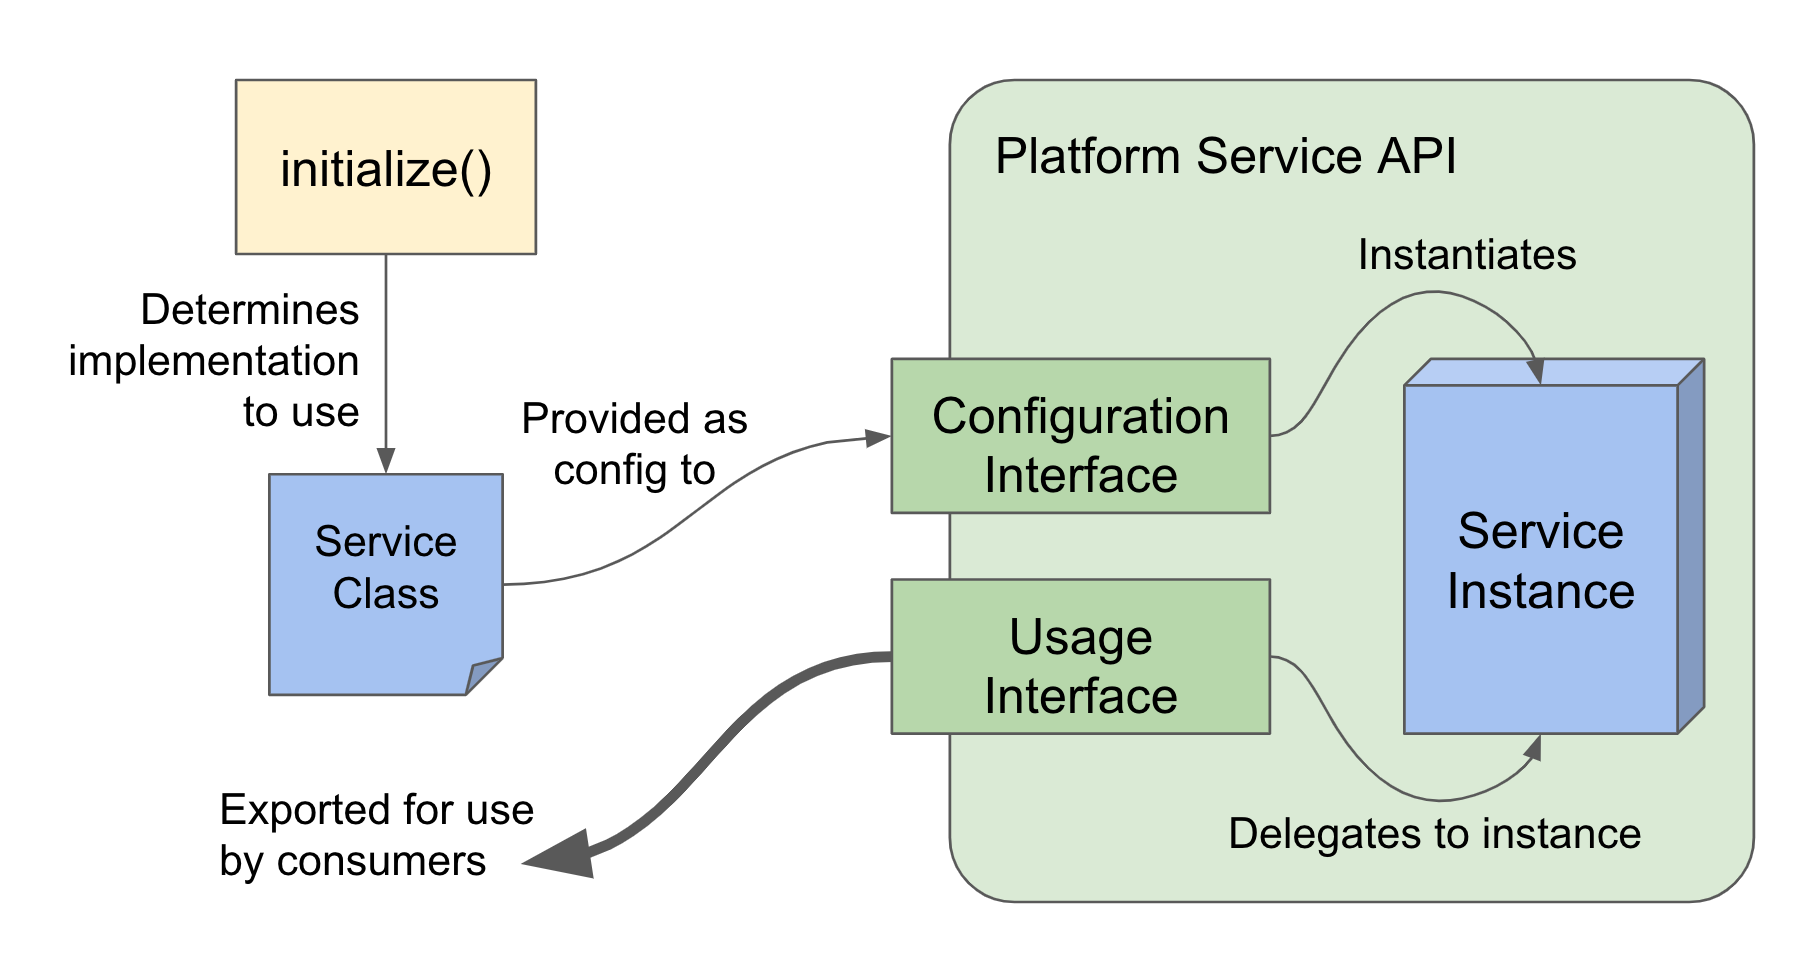 initialize()
Determines
implementation
to use
Service
Class
Provided as
config to
Platform Service API
Configuration
Interface
Instantiates
Service
Instance
Usage
Interface
Delegates to instance
Exported for use
by consumers